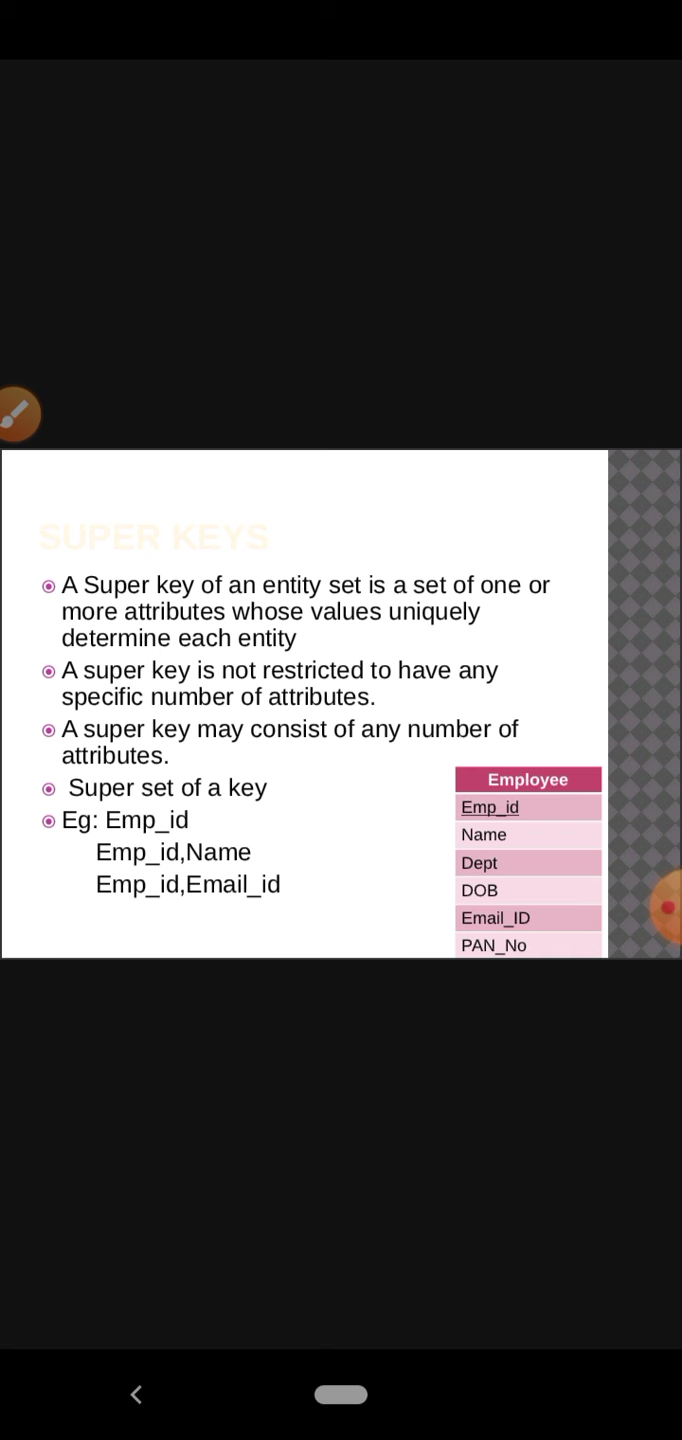 SUPER KEYS
A Super key of an entity set is a set of one or
more attributes whose values uniquely
determine each entity
A super key is not restricted to have any
specific number of attributes.
A super key may consist of any number of
attributes.
Super set of a key
Eg: Emp_id
Emp_id,Name
Emp_id,Email_id
Employee
Emp_id
Name
Dept
DOB
Email_ID
PAN_No